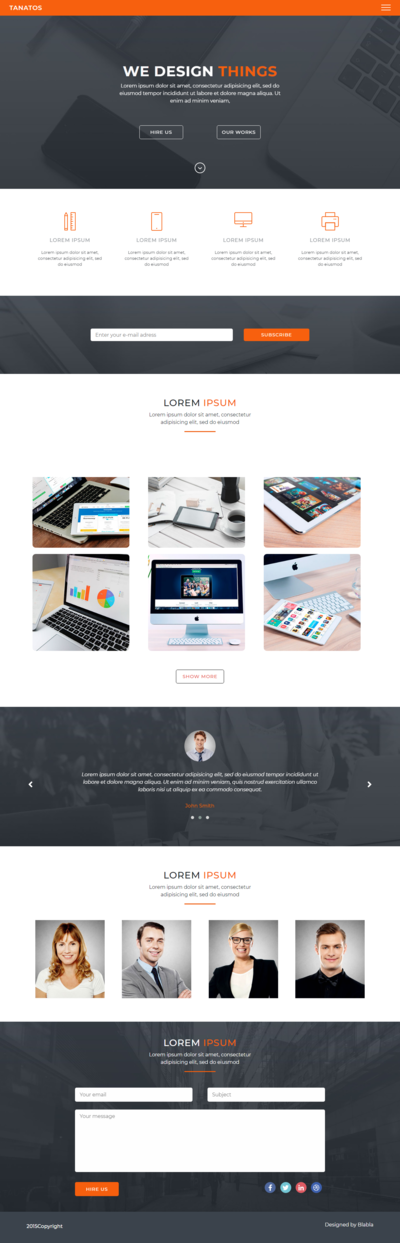 TANATOS
WE DESIGN THINGS
Lorem ipsum dolor sit amet, consectetur adipisicing elit, sed do
eiusmod tempor incididunt ut labore et dolore magna aliqua. Ut
enim ad minim veniam,
HIRE US
OUR WORKS
LOREM IPSUM
Lorem ipsum dolor sit amet,
consectetur adipisicing elit, sed
do eiusmod
LOREM IPSUM
Lorem ipsum dolor sit amet,
consectetur adipisicing elit, sed
do eiusmod
LOREM IPSUM
Lorem ipsum dolor sit amet,
consectetur adipisicing elit, sed
do eiusmod
LOREM IPSUM
Lorem ipsum dolor sit amet,
consectetur adipisicing elit, sed
do eiusmod
Enter your e-mail adress
SUBSCRIBE
LOREM IPSUM
Lorem ipsum dolor sit amet, consectetur
adipisicing elit, sed do eiusmod
SHOW MORE
Lorem ipsum dolor sit amet, consectetur adipisicing elit, sed do eiusmod tempor incididunt ut
labore et dolore magna aliqua. Ut enim ad minim veniam, quis nostrud exercitation ullamco
laboris nisi ut aliquip ex ea commodo consequat.
LOREM IPSUM
Lorem ipsum dolor sit amet, consectetur
adipisicing elit, sed do eiusmod
LOREM IPSUM
Lorem ipsum dolor sit amet, consectetur
adipisicing elit, sed do eiusmod
Your email
Subject
Your message
HIRE US
2015Copyright
Designed by Blabla